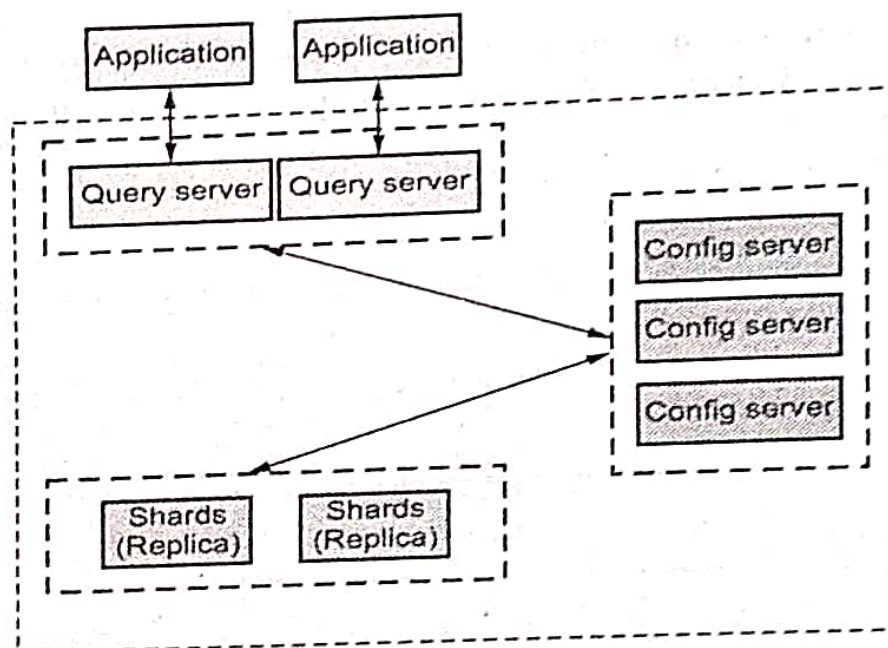 Application
Application
Query server
Query server
Config server
Config server
Config server
Shards
(Replica)
Shards
(Replica)